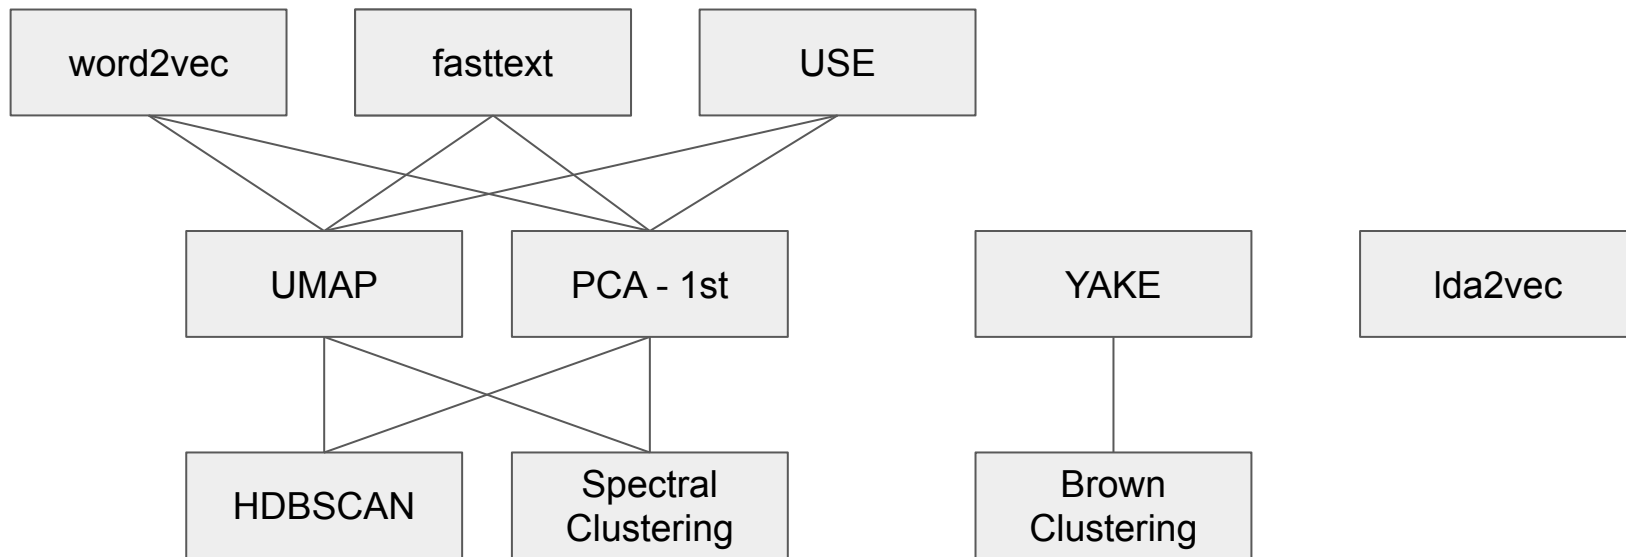 word2vec
fasttext
USE
UMAP
PCA - 1st
YAKE
lda2vec
HDBSCAN
Spectral
Clustering
Brown
Clustering